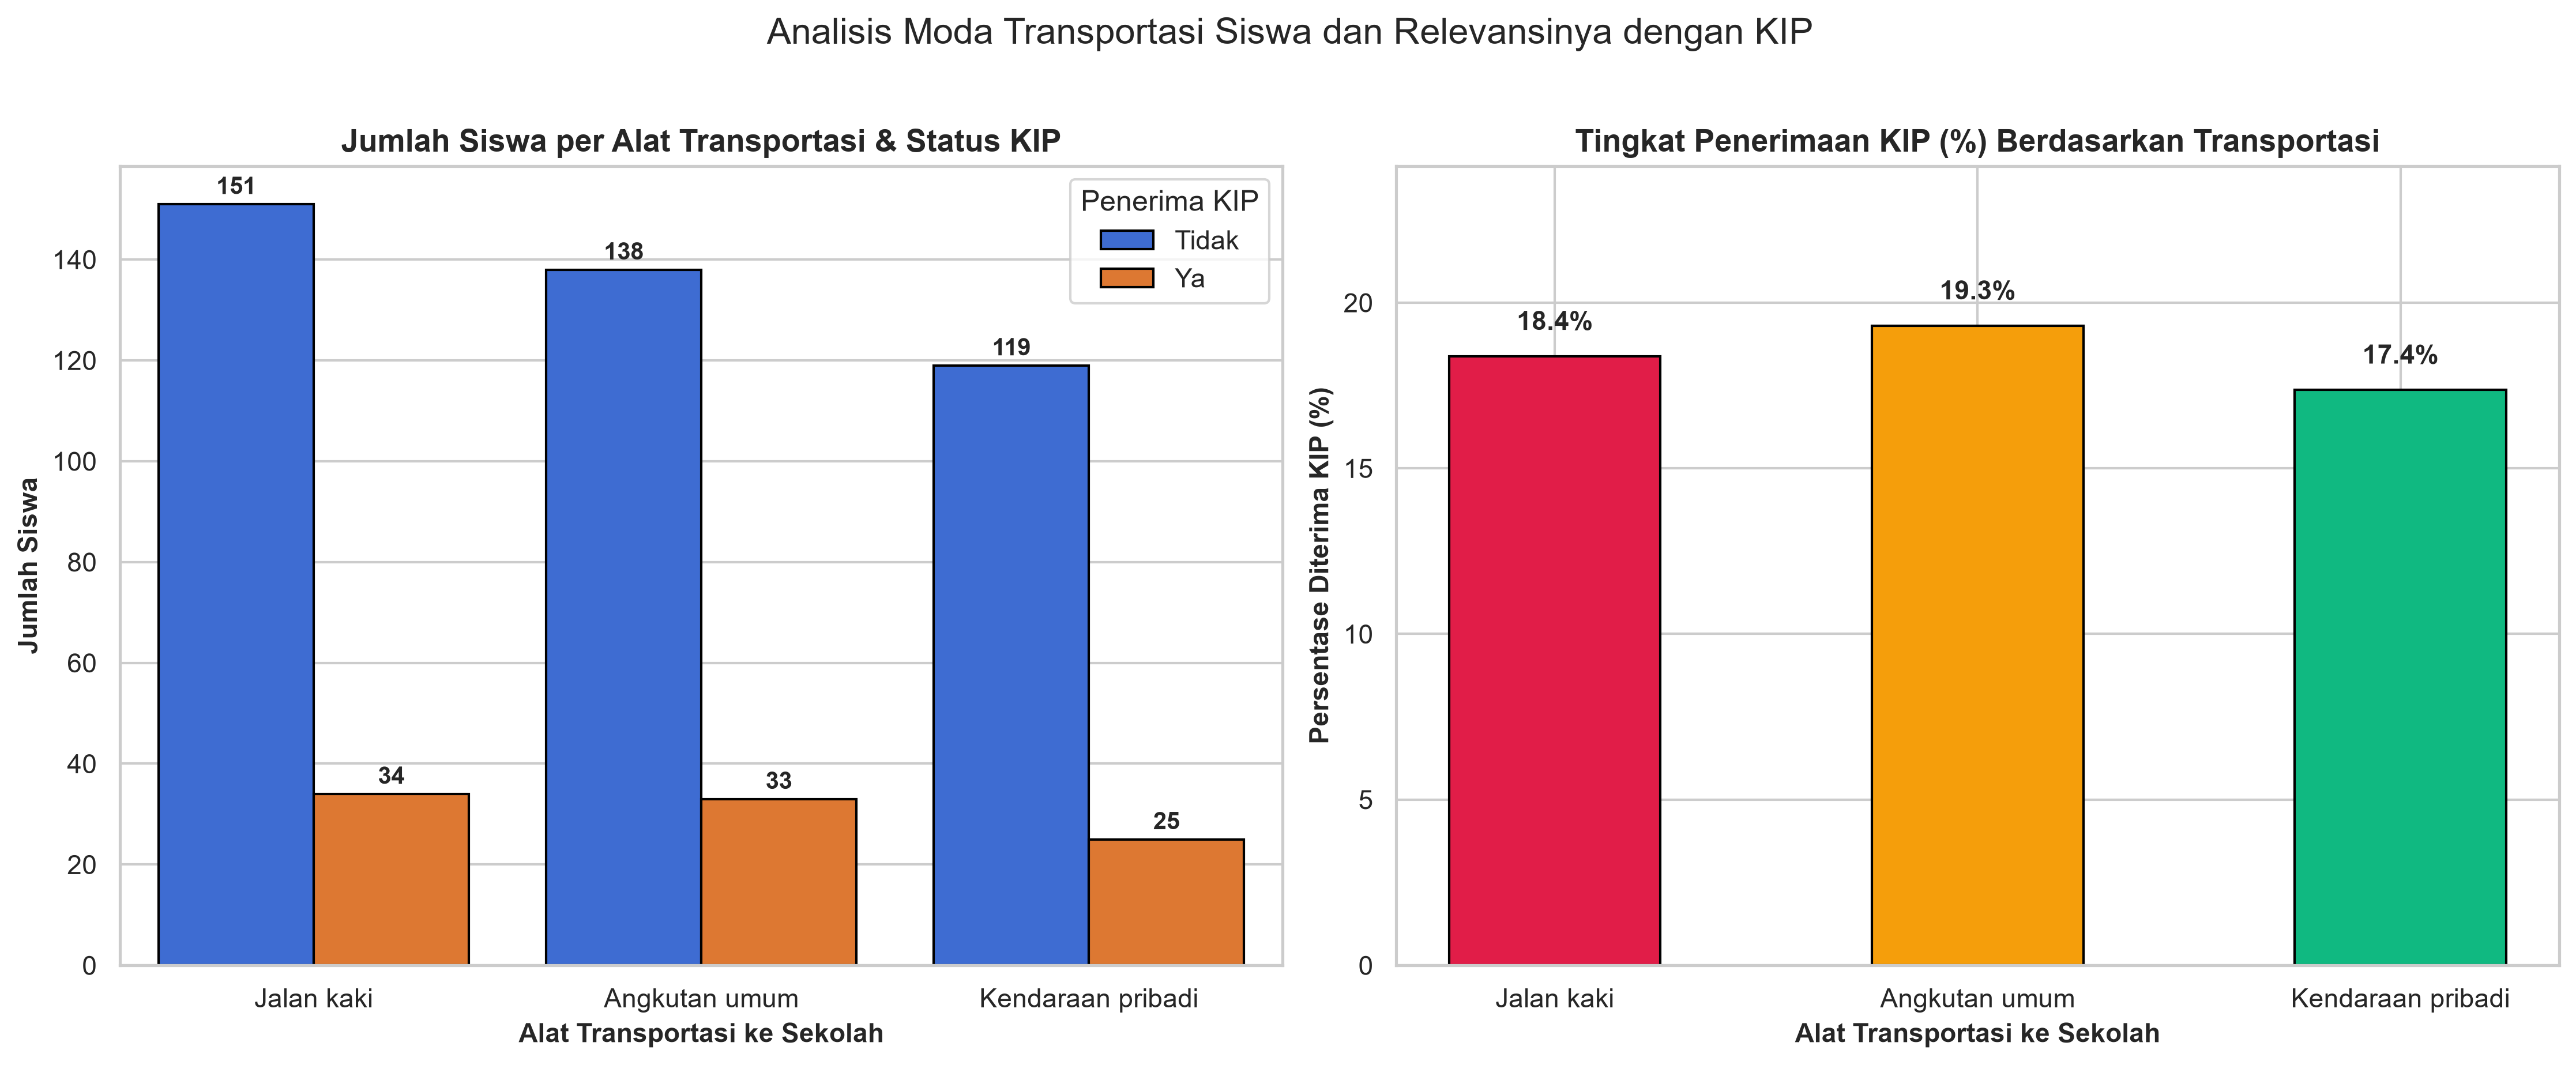 Analisis Moda Transportasi Siswa dan Relevansinya dengan KIP
Jumlah Siswa per Alat Transportasi & Status KIP
Jumlah Siswa
140
120
100
80
60
40
20
0
151
34
138
33
119
25
Penerima KIP
Tidak
Ya
Jalan kaki
Angkutan umum
Kendaraan pribadi
Alat Transportasi ke Sekolah
Tingkat Penerimaan KIP (%) Berdasarkan Transportasi
Persentase Diterima KIP (%)
20
15
10
5
0
18.4%
19.3%
17.4%
Jalan kaki
Angkutan umum
Kendaraan pribadi
Alat Transportasi ke Sekolah